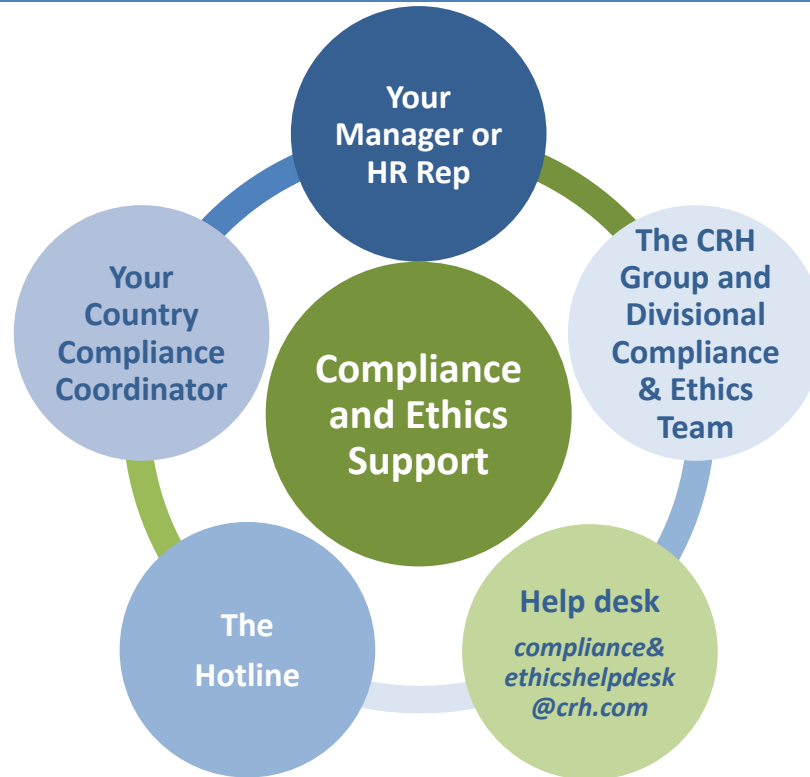 Your
Manager or
HR Rep
The CRH
Group and
Divisional
Compliance
& Ethics
Team
Your
Country
Compliance
Coordinator
Compliance
and Ethics
Support
Help desk
compliance&
ethicshelpdesk
@crh.com
The
Hotline